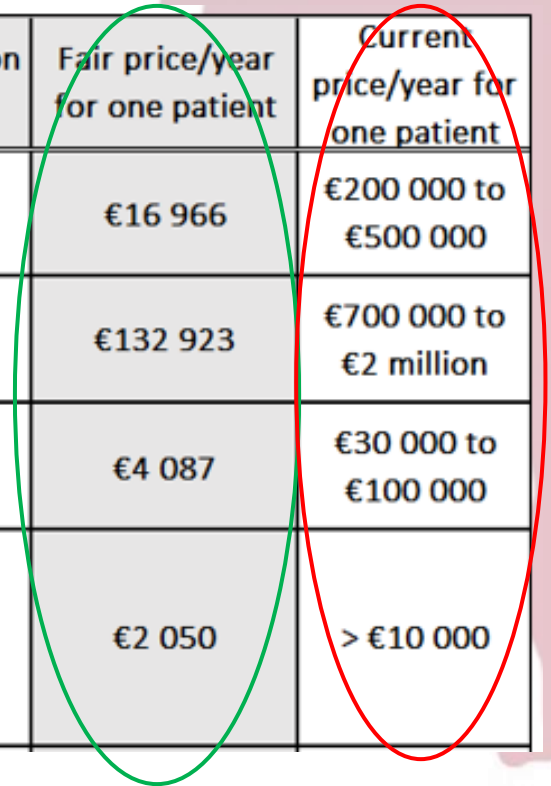 on
Fair price/year
for one patient
Current
price/year for
one patient
€16 966
€200 000 to
€500 000
€132 923
€700 000 to
€2 million
€4 087
€30 000 to
€100 000
€2 050
> €10 000